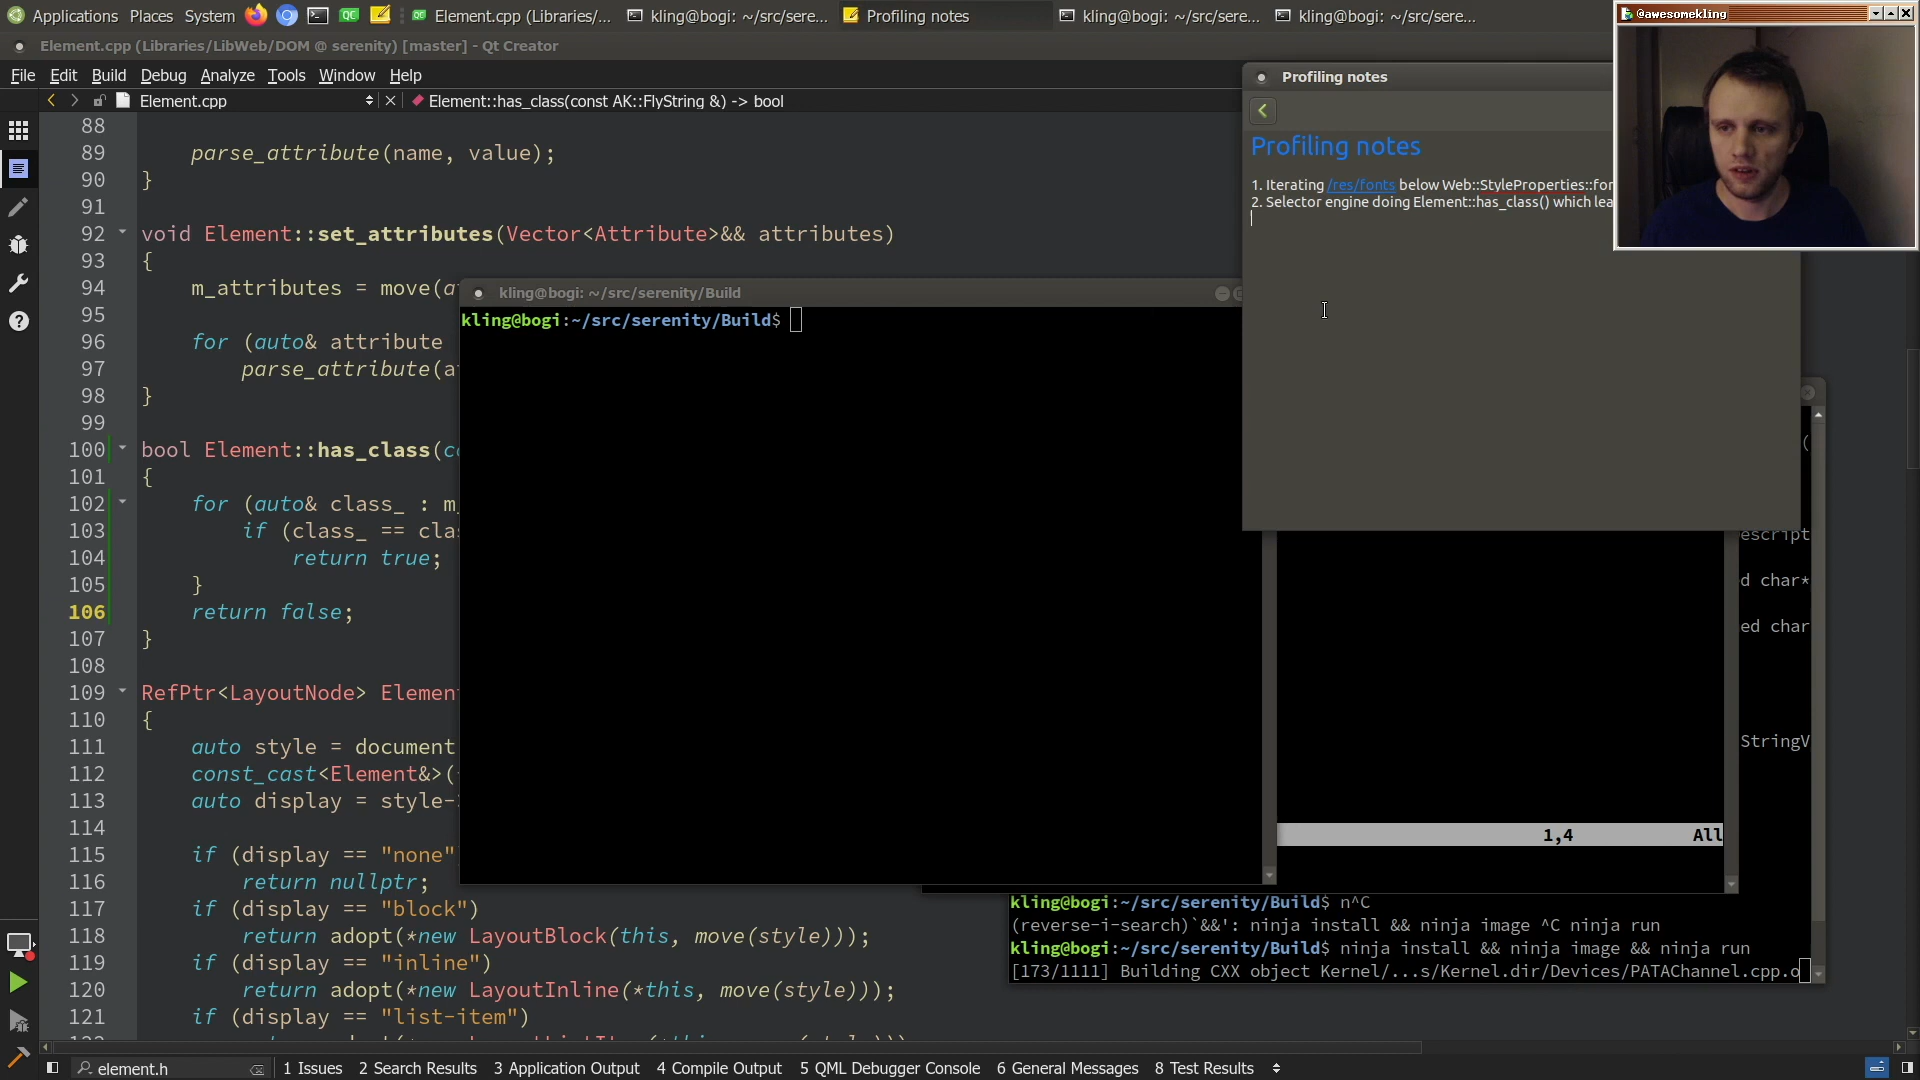 Applications Places System
Element.cpp (Libraries/...
kling@bogi: ~/src/sere...
Profiling notes
kling@bogi: ~/src/sere...
kling@bogi: ~/src/sere...
@awesomekling
Element.cpp (Libraries/LibWeb/DOM @ serenity) [master] - Qt Creator
File Edit Build Debug Analyze Tools Window Help
Element.cpp
Element::has_class(const AK::FlyString &) -> bool
88
89 parse_attribute(name, value);
90 }
91
92 void Element::set_attributes(Vector<Attribute>&& attributes)
93 {
94 m_attributes = move(a
95
96 for (auto& attribute
97 parse_attribute(a
98 }
99
100 bool Element::has_class(c
101 {
102 for (auto& class_ : m_
103 if (class_ == cla
104 return true;
105 }
106 return false;
107 }
108
109 RefPtr<LayoutNode> Element
110 {
111 auto style = document
112 const_cast<Element&>(
113 auto display = style-
114
115 if (display == "none"
116 return nullptr;
117 if (display == "block")
118 return adopt(*new LayoutBlock(this, move(style)));
119 if (display == "inline")
120 return adopt(*new LayoutInline(*this, move(style)));
121 if (display == "list-item")
kling@bogi: ~/src/serenity/Build
kling@bogi:~/src/serenity/Build$
Profiling notes
Profiling notes
1. Iterating /res/fonts below Web::StyleProperties::for
2. Selector engine doing Element::has_class() which lea
escript
d char*
ed char
StringV
1,4 All
kling@bogi:~/src/serenity/Build$ n^C
(reverse-i-search)`&&': ninja install && ninja image ^C ninja run
kling@bogi:~/src/serenity/Build$ ninja install && ninja image && ninja run
[173/1111] Building CXX object Kernel/...s/Kernel.dir/Devices/PATAChannel.cpp.o
element.h
1 Issues 2 Search Results 3 Application Output 4 Compile Output 5 QML Debugger Console 6 General Messages 8 Test Results